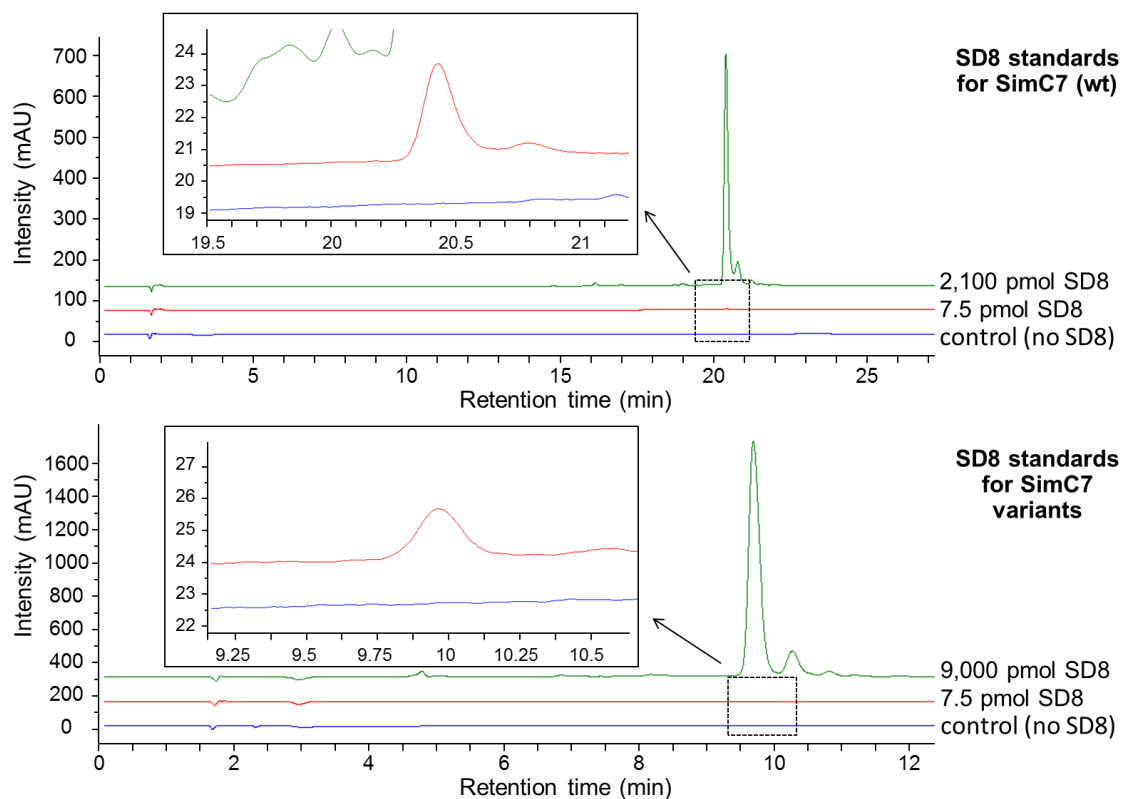 SD8 standards
for SimC7 (wt)
Intensity (mAU)
700
600
500
400
300
200
100
0
24
23
22
21
20
19
19.5 20 20.5 21
2,100 pmol SD8
7.5 pmol SD8
control (no SD8)
0 5 10 15 20 25
Retention time (min)
SD8 standards
for SimC7
variants
Intensity (mAU)
1600
1400
1200
1000
800
600
400
200
0
27
26
25
24
23
22
9.25 9.5 9.75 10 10.25 10.5
9,000 pmol SD8
7.5 pmol SD8
control (no SD8)
0 2 4 6 8 10 12
Retention time (min)